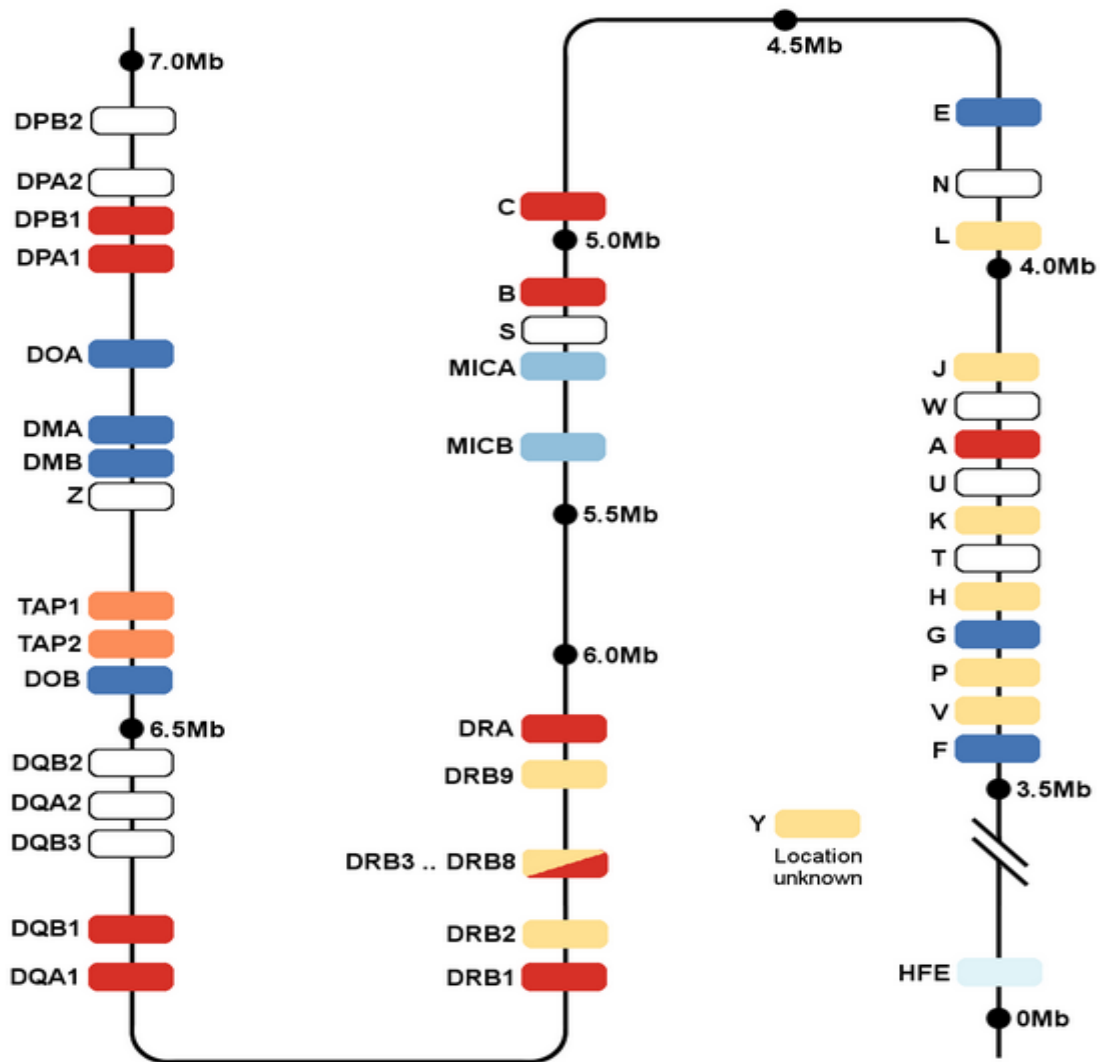 7.0Mb
DPB2
DPA2
DPB1
DPA1
DOA
DMA
DMB
Z
TAP1
TAP2
DOB
6.5Mb
DQB2
DQA2
DQB3
DQB1
DQA1
4.5Mb
C
5.0Mb
B
S
MICA
MICB
5.5Mb
6.0Mb
DRA
DRB9
DRB3 .. DRB8
DRB2
DRB1
E
N
L
4.0Mb
J
W
A
U
K
T
H
G
P
V
F
3.5Mb
Y
Location
unknown
HFE
0Mb